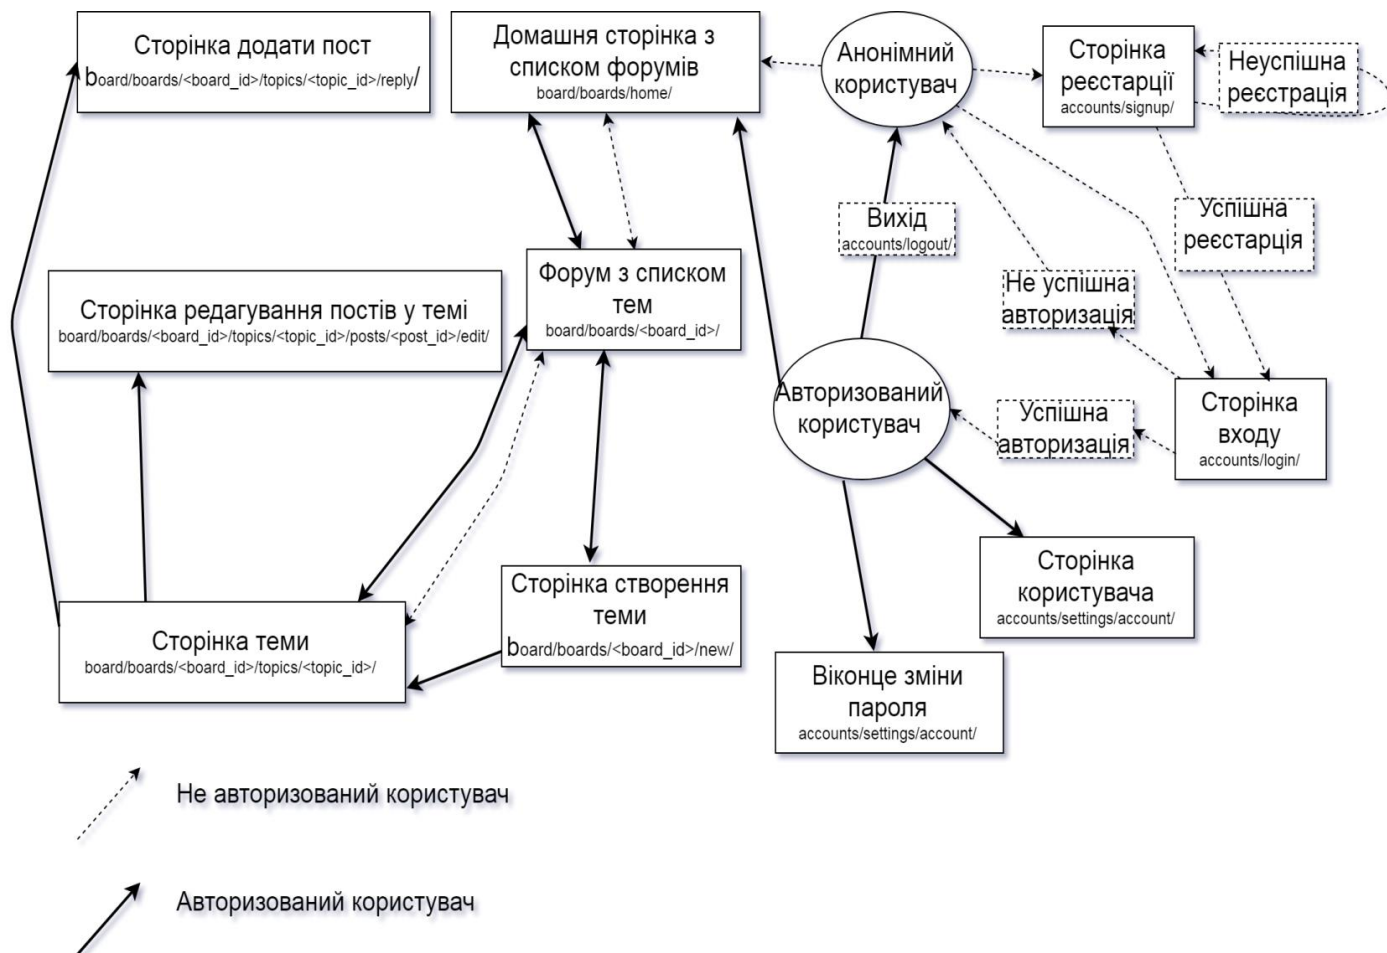 Сторінка додати пост
board/boards/<board_id>/topics/<topic_id>/reply/
Домашня сторінка з
списком форумів
board/boards/home/
Анонімний
користувач
Сторінка
реєстарції
accounts/signup/
Неуспішна
реєстрація
Вихід
accounts/logout/
Успішна
реєстарція
Сторінка редагування постів у темі
board/boards/<board_id>/topics/<topic_id>/posts/<post_id>/edit/
Форум з списком
тем
board/boards/<board_id>/
Не успішна
авторизація
Авторизований
користувач
Успішна
авторизація
Сторінка
входу
accounts/login/
Сторінка теми
board/boards/<board_id>/topics/<topic_id>/
Сторінка створення
теми
board/boards/<board_id>/new/
Сторінка
користувача
accounts/settings/account/
Віконце зміни
пароля
accounts/settings/account/
Не авторизований користувач
Авторизований користувач